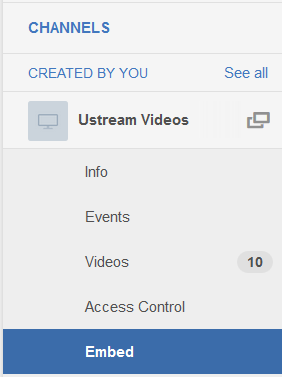 CHANNELS
CREATED BY YOU See all
Ustream Videos
Info
Events
Videos 10
Access Control
Embed